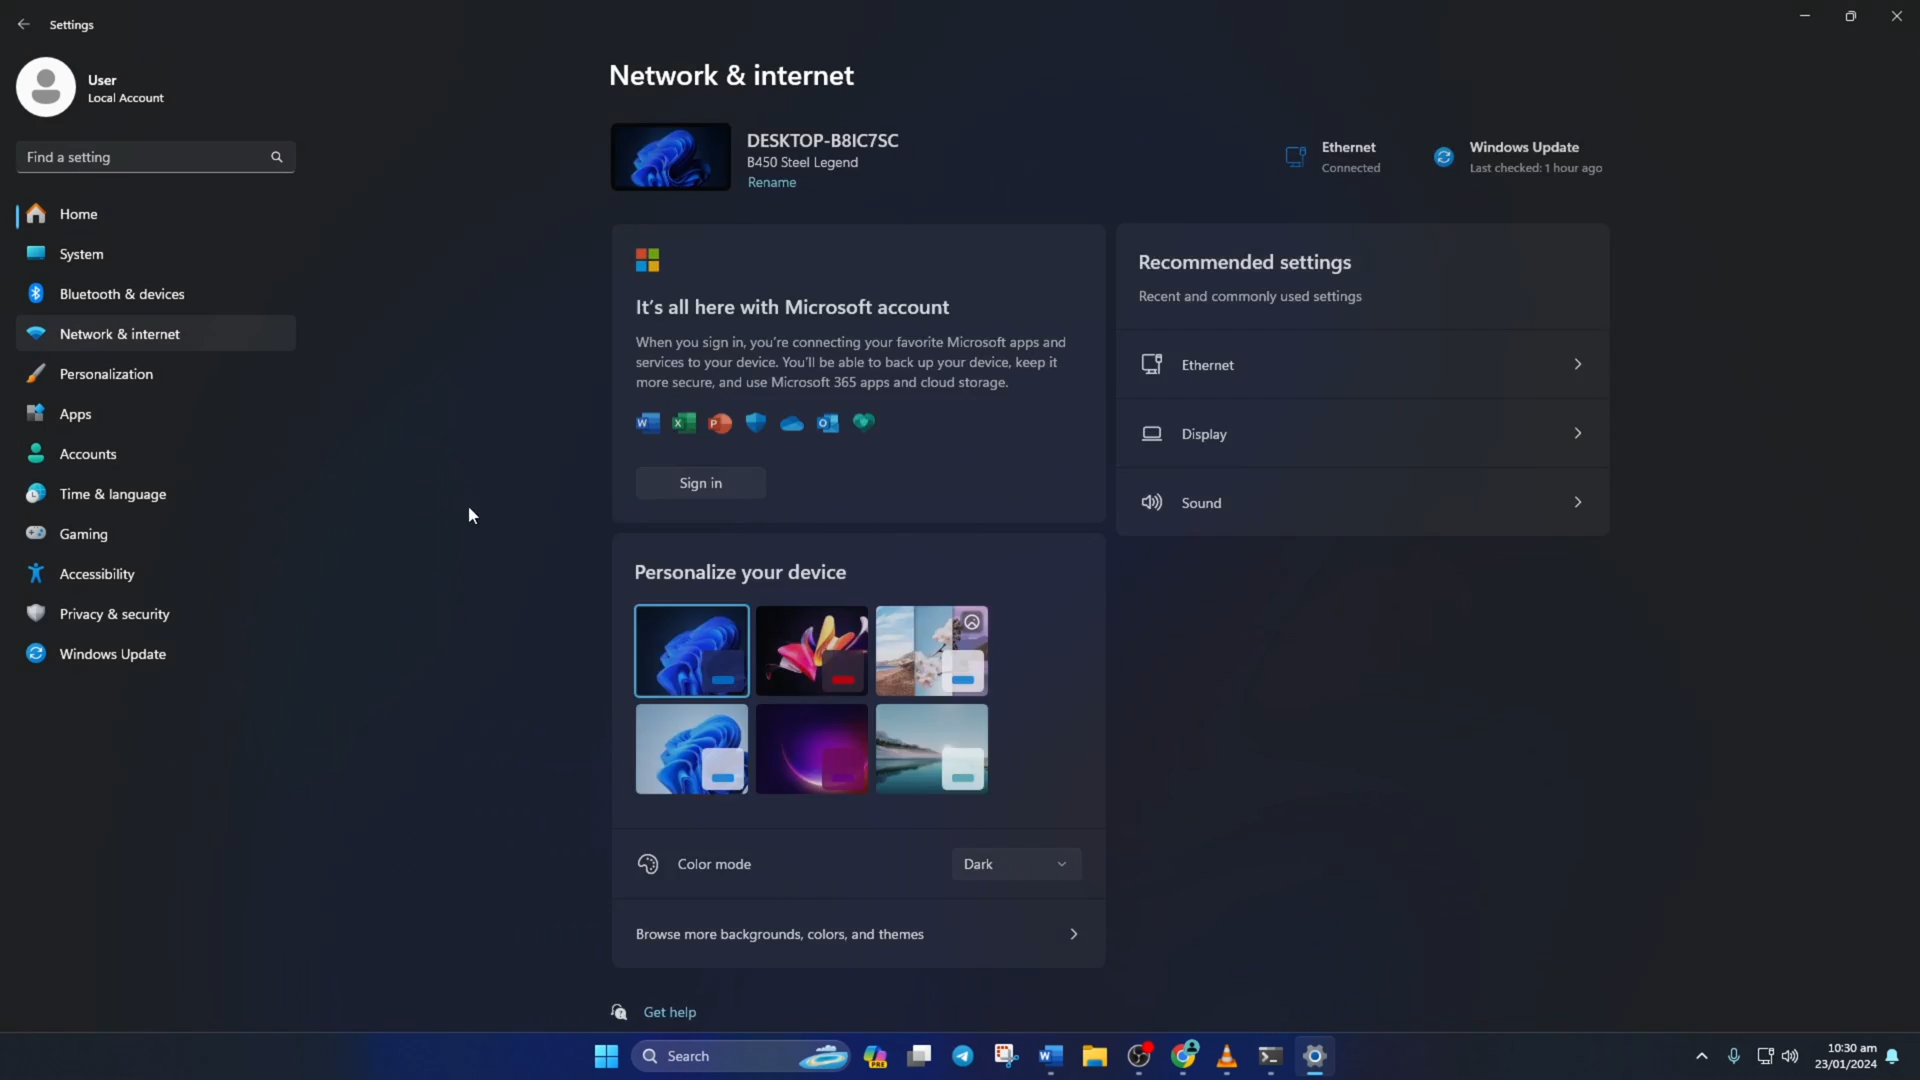 Settings
User
Local Account
Find a setting
Home
System
Bluetooth & devices
Network & internet
Personalization
Apps
Accounts
Time & language
Gaming
Accessibility
Privacy & security
Windows Update
Network & internet
DESKTOP-B8IC7SC
B450 Steel Legend
Rename
Ethernet
Connected
Windows Update
Last checked: 1 hour ago
It's all here with Microsoft account
When you sign in, you're connecting your favorite Microsoft apps and
services to your device. You'll be able to back up your device, keep it
more secure, and use Microsoft 365 apps and cloud storage.
Sign in
Recommended settings
Recent and commonly used settings
Ethernet
Display
Sound
Personalize your device
Color mode
Dark
Browse more backgrounds, colors, and themes
Get help
Search
PRE
10:30 am
23/01/2024